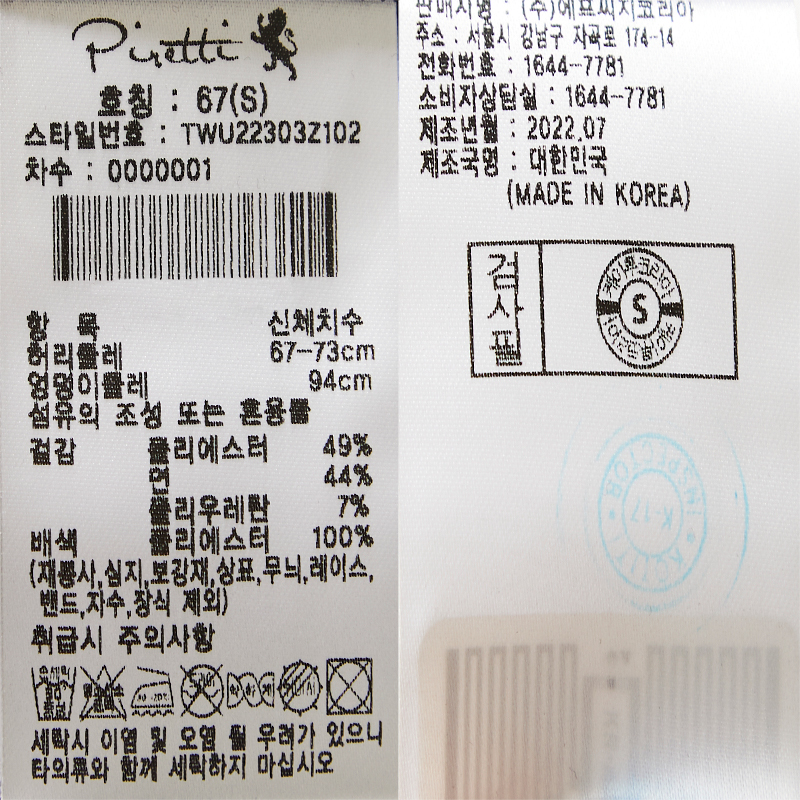 Piretti
호칭 : 67(S)
스타일번호 : TWU22303Z102
차수 : 0000001
항 목 신체치수
허리둘레 67-73cm
엉덩이둘레 94cm
섬유의 조성 또는 혼용률
겉감 폴리에스터 49%
면 44%
폴리우레탄 7%
배색 폴리에스터 100%
(재봉사,심지,보강재,상표,무늬,레이스,
밴드,자수,장식 제외)
취급시 주의사항
세탁시 이염 및 오염 될 우려가 있으니
타의류와 함께 세탁하지 마십시오
판매자명 : (주)에프씨지코리아
주소 : 서울시 강남구 자곡로 174-14
전화번호 : 1644-7781
소비자상담실 : 1644-7781
제조년월 : 2022.07
제조국명 : 대한민국
(MADE IN KOREA)
검사필
S
INSPECTOR
K-17
KOTITI